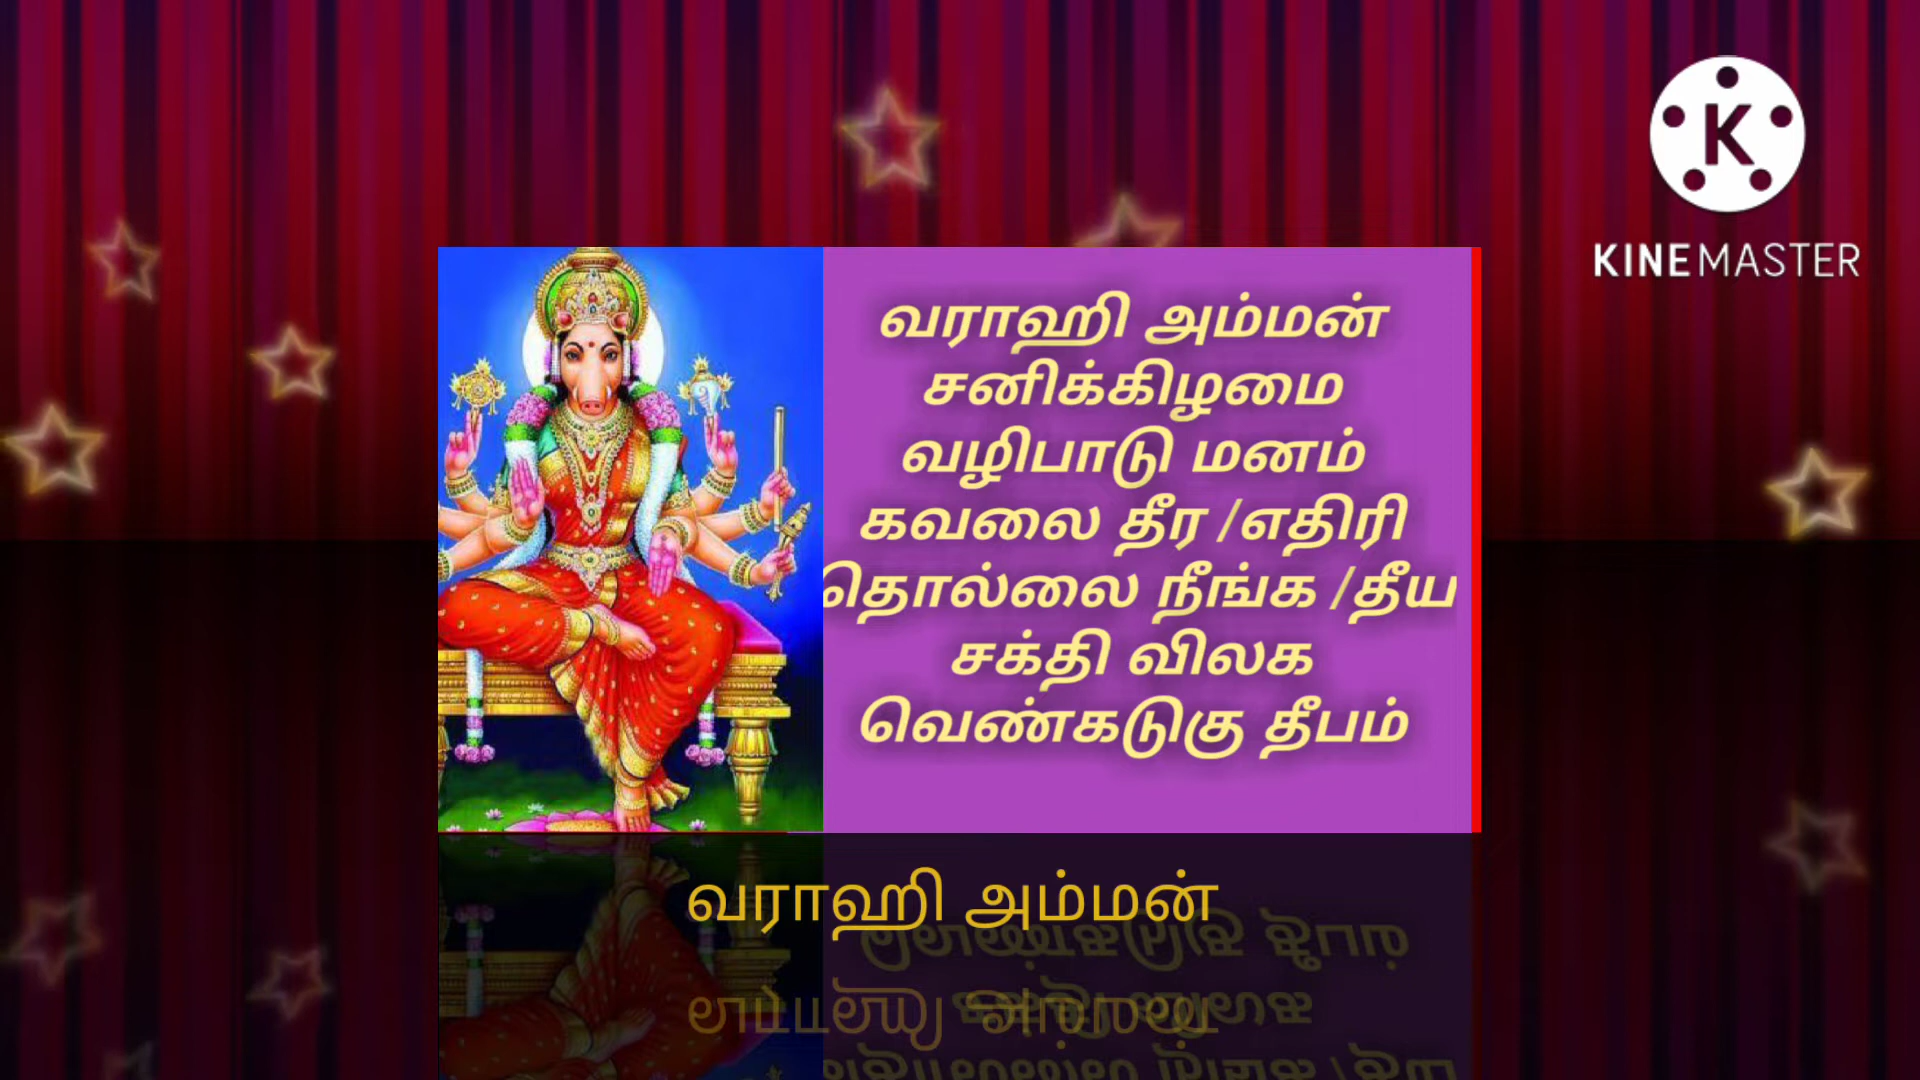 KINEMASTER
வராஹி அம்மன்
சனிக்கிழமை
வழிபாடு மனம்
கவலை தீர /எதிரி
தொல்லை நீங்க /தீய
சக்தி விலக
வெண்கடுகு தீபம்
வராஹி அம்மன்